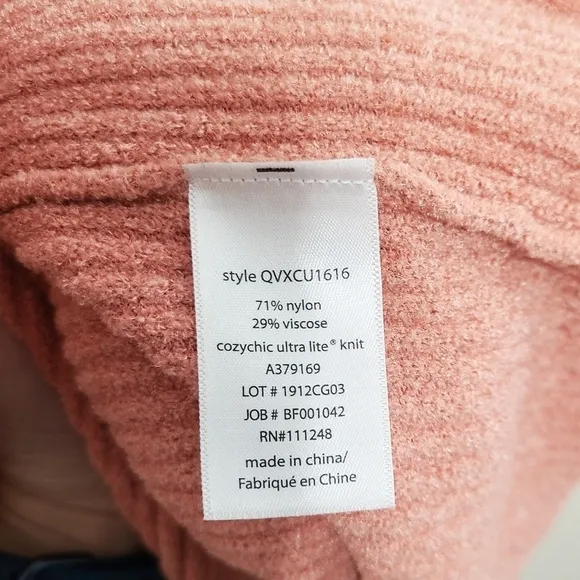 style QVXCU1616
71% nylon
29% viscose
cozychic ultra lite® knit
A379169
LOT # 1912CG03
JOB # BF001042
RN#111248
made in china/
Fabriqué en Chine